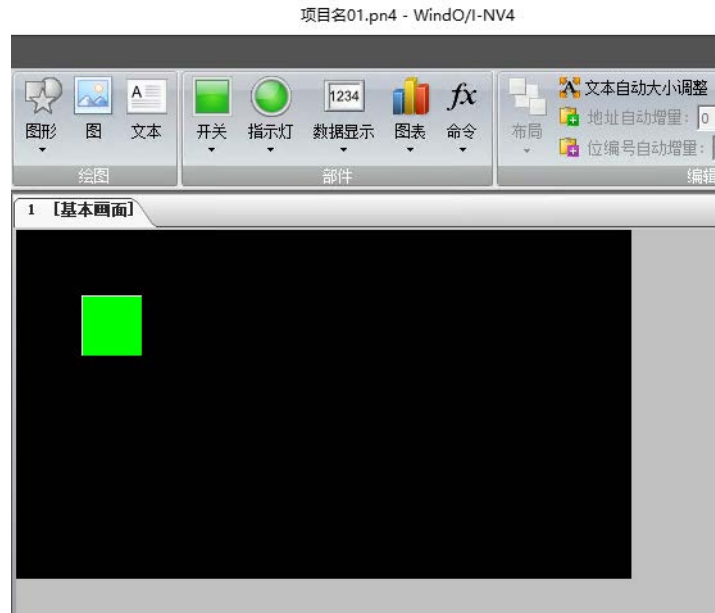 项目名01.pn4 - WindO/I-NV4
A
1234
fx
文本自动大小调整
地址自动增量: 0
位编号自动增量:
图形 图 文本 开关 指示灯 数据显示 图表 命令 布局
绘图 部件 编辑
1 [基本画面]